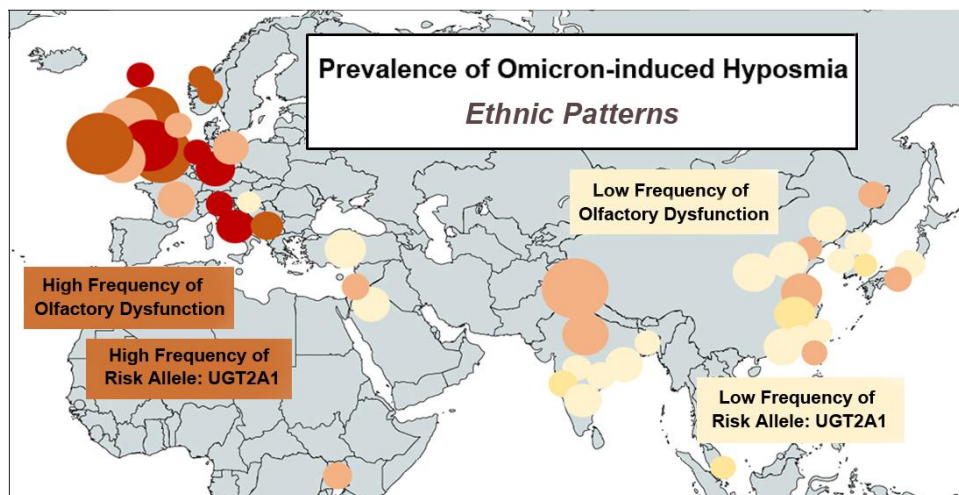 Prevalence of Omicron-induced Hyposmia
Ethnic Patterns
Low Frequency of
Olfactory Dysfunction
High Frequency of
Olfactory Dysfunction
High Frequency of
Risk Allele: UGT2A1
Low Frequency of
Risk Allele: UGT2A1